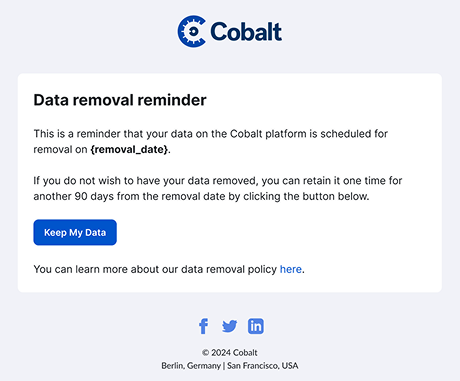 Cobalt
Data removal reminder
This is a reminder that your data on the Cobalt platform is scheduled for
removal on {removal_date}.
If you do not wish to have your data removed, you can retain it one time for
another 90 days from the removal date by clicking the button below.
Keep My Data
You can learn more about our data removal policy here.
© 2024 Cobalt
Berlin, Germany | San Francisco, USA